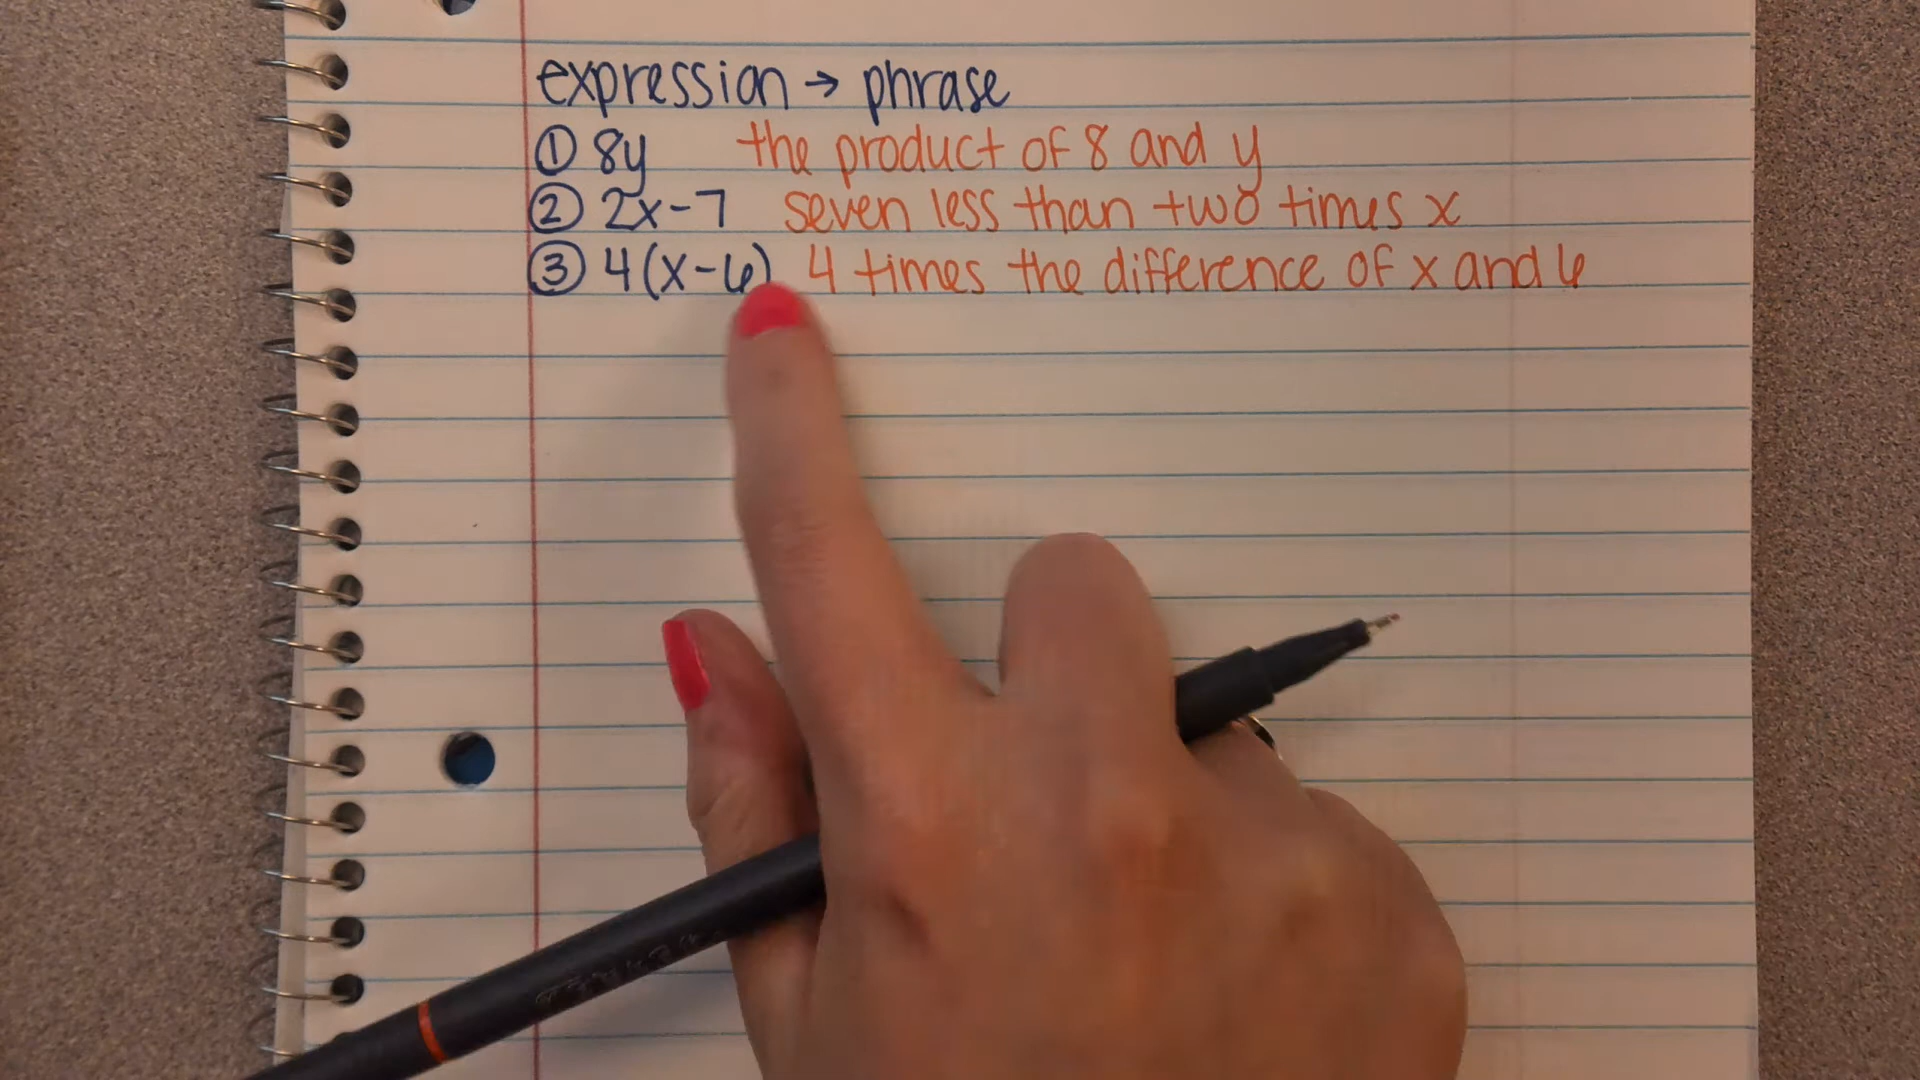 expression → phrase
① 8y the product of 8 and y
② 2x-7 seven less than two times x
③ 4(x-6) 4 times the difference of x and 6